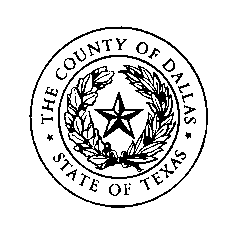 THE COUNTY OF DALLAS
STATE OF TEXAS